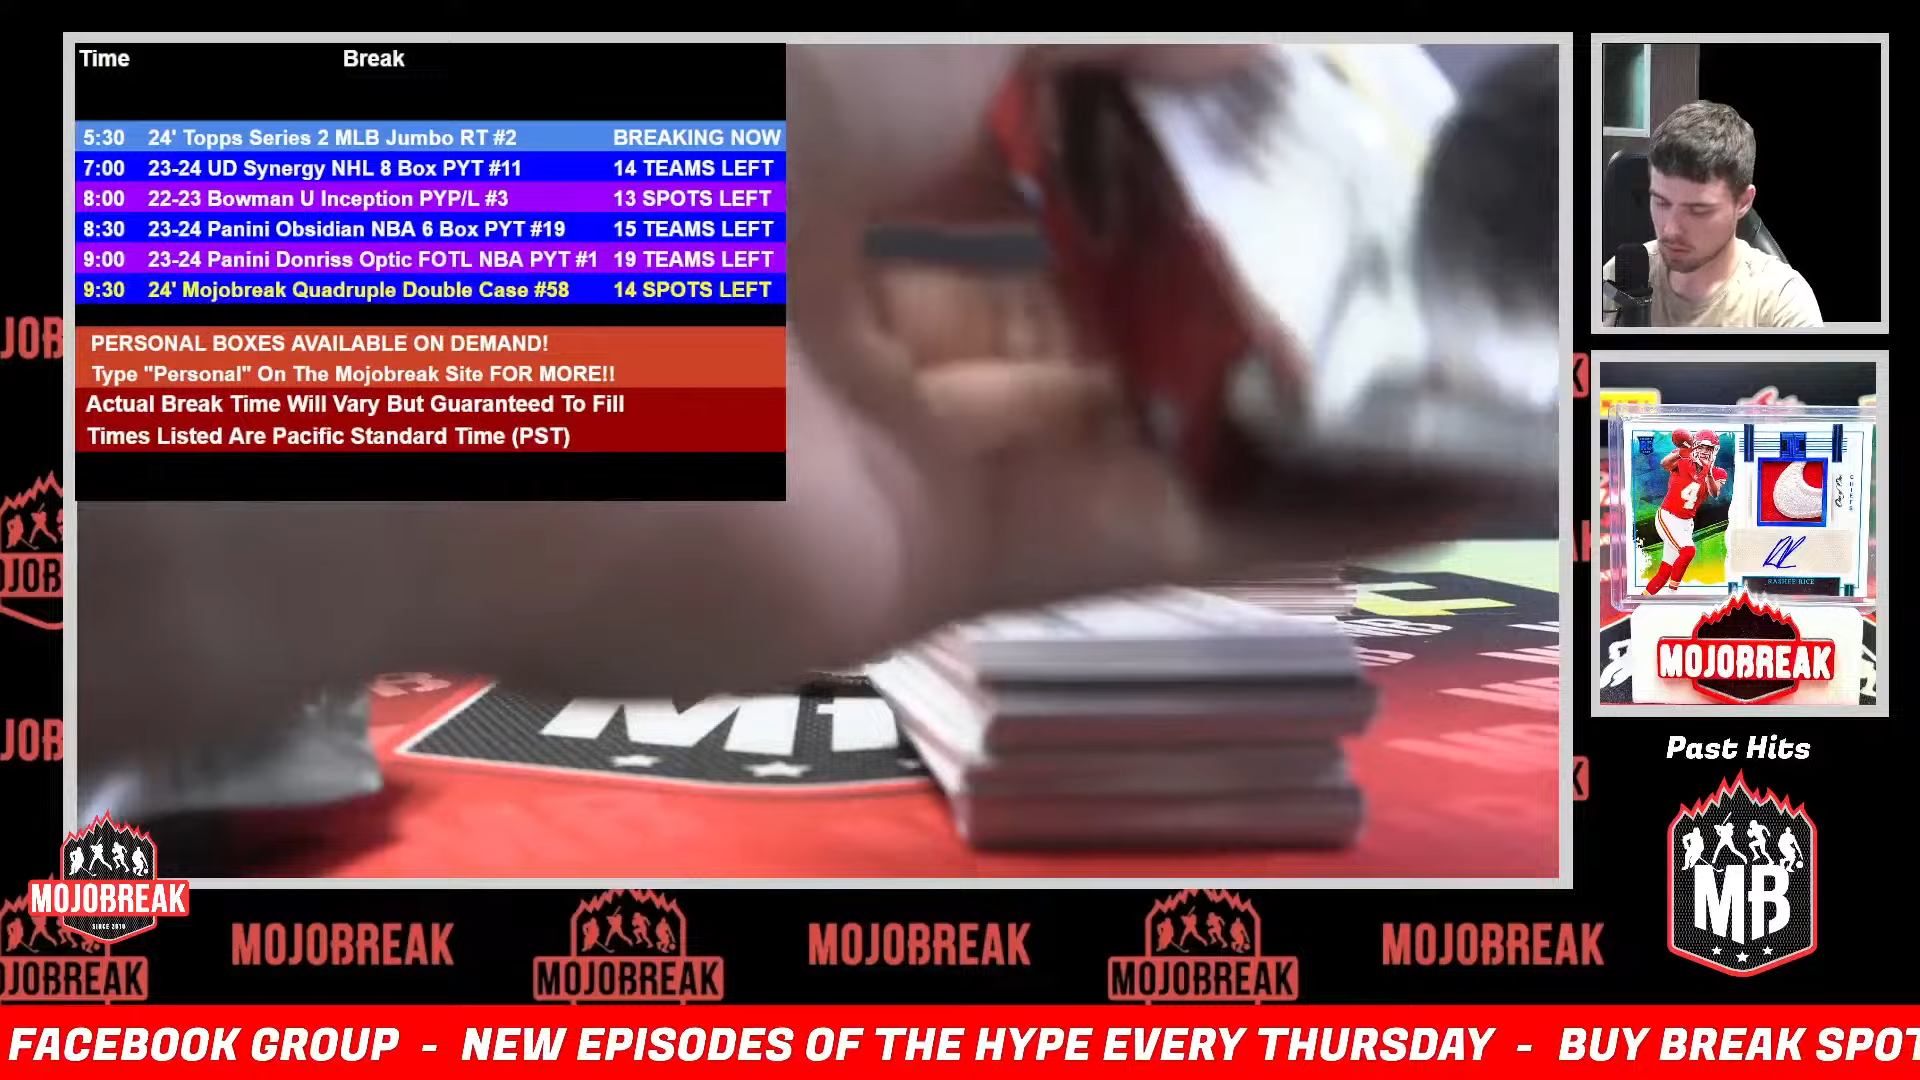 Time Break
5:30 24' Topps Series 2 MLB Jumbo RT #2 BREAKING NOW
7:00 23-24 UD Synergy NHL 8 Box PYT #11 14 TEAMS LEFT
8:00 22-23 Bowman U Inception PYP/L #3 13 SPOTS LEFT
8:30 23-24 Panini Obsidian NBA 6 Box PYT #19 15 TEAMS LEFT
9:00 23-24 Panini Donriss Optic FOTL NBA PYT #1 19 TEAMS LEFT
9:30 24' Mojobreak Quadruple Double Case #58 14 SPOTS LEFT
PERSONAL BOXES AVAILABLE ON DEMAND!
Type "Personal" On The Mojobreak Site FOR MORE!!
Actual Break Time Will Vary But Guaranteed To Fill
Times Listed Are Pacific Standard Time (PST)
CHIEFS
RASHEE RICE
MOJOBREAK
Past Hits
MB
MOJOBREAK
SINCE 2010
MOJOBREAK
MOJOBREAK
MOJOBREAK
MOJOBREAK
MOJOBREAK
OJOBREAK
FACEBOOK GROUP - NEW EPISODES OF THE HYPE EVERY THURSDAY - BUY BREAK SPOT